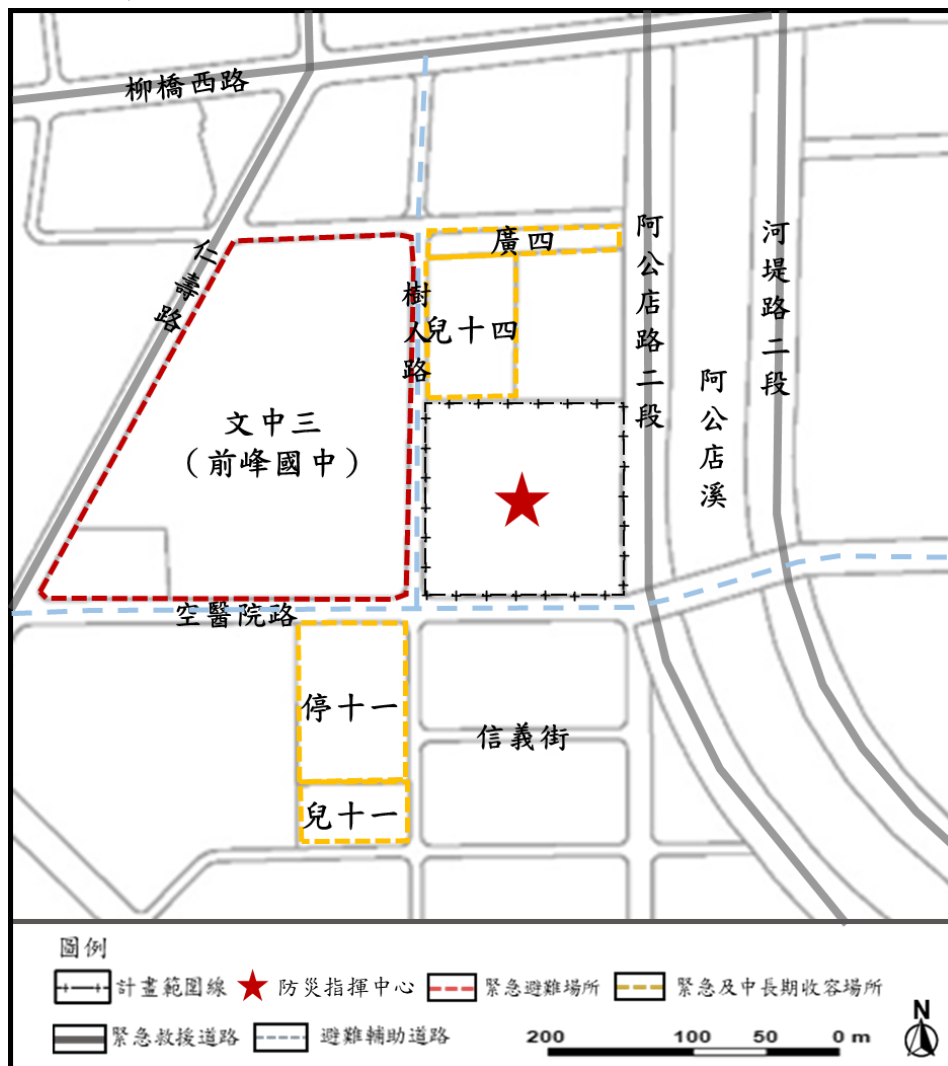 柳橋西路
仁壽路
廣四
樹人路
兒十四
阿公店路二段
河堤路二段
阿公店溪
文中三
（前峰國中）
空醫院路
停十一
信義街
兒十一
圖例
計畫範圍線
防災指揮中心
緊急避難場所
緊急及中長期收容場所
緊急救援道路
避難輔助道路
200 100 50 0 m
N